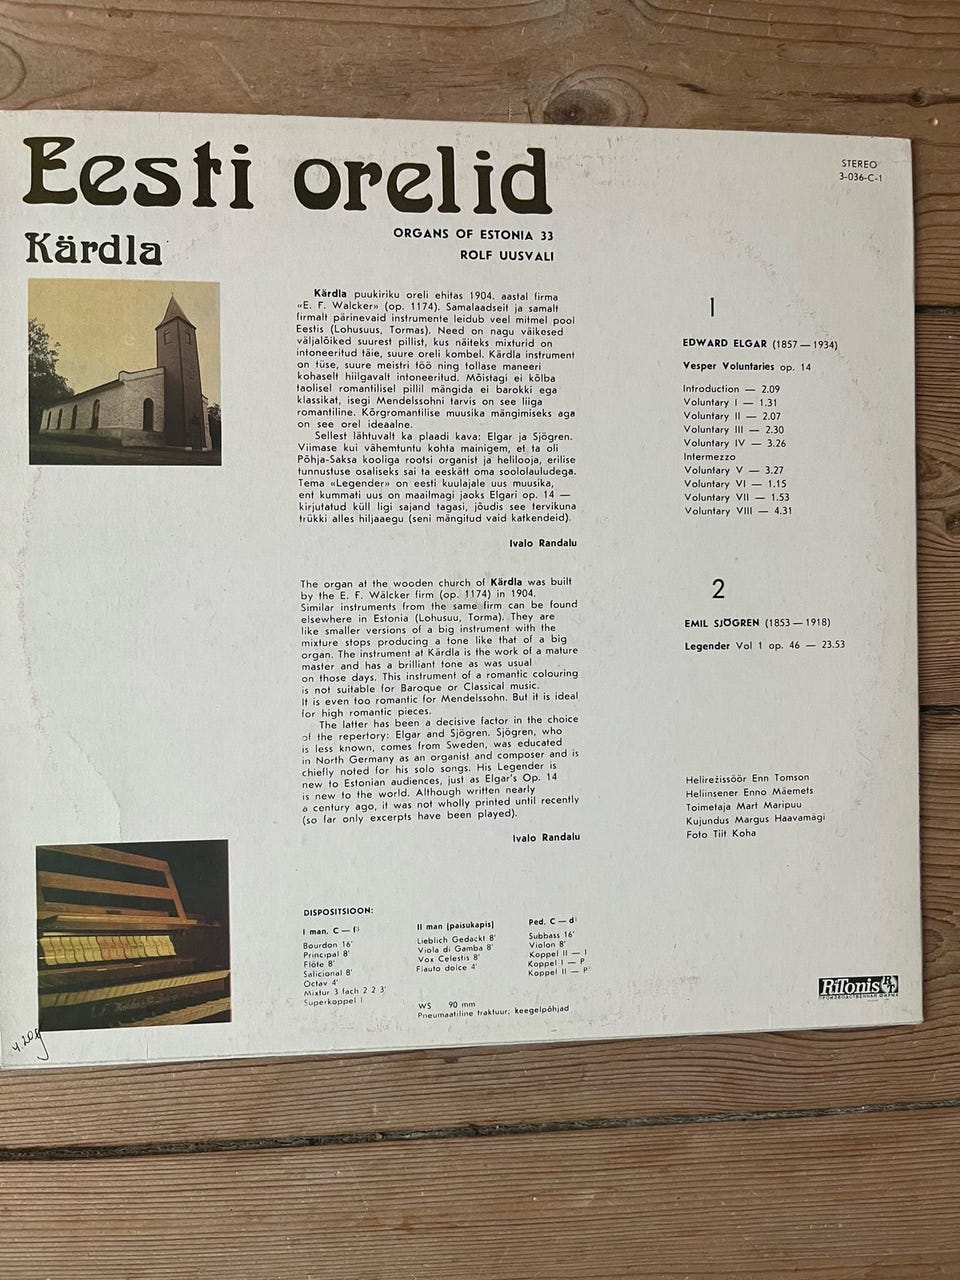 Eesti orelid
Kärdla
ORGANS OF ESTONIA 33
ROLF UUSVALI
STEREO
3-036-C-1
Kärdla puukiriku oreli ehitas 1904. aastal firma
«E. F. Walcker» (op. 1174). Samalaadseid ja samalt
firmalt pärinevaid instrumente leidub veel mitmel pool
Eestis (Lohusuus, Tormas). Need on nagu väikesed
väljalõiked suurest pillist, kus näiteks mixturid on
intoneeritud täie, suure oreli kombel. Kärdla instrument
on tüse, suure meistri töö ning tollase maneeri
kohaselt hiilgavalt intoneeritud. Mõistagi ei kõlba
taolisel romantilisel pillil mängida ei barokki ega
klassikat, isegi Mendelssohni tarvis on see liiga
romantiline. Kõrgromantilise muusika mängimiseks aga
on see orel ideaalne.
Sellest lähtuvalt ka plaadi kava: Elgar ja Sjögren.
Viimase kui vähemtuntu kohta mainigem, et ta oli
Põhja-Saksa kooliga rootsi organist ja helilooja, erilise
tunnustuse osaliseks sai ta eeskätt oma soololauludega.
Tema «Legender» on eesti kuulajale uus muusika,
ent kummati uus on maailmagi jaoks Elgari op. 14 —
kirjutatud küll ligi sajand tagasi, jõudis see tervikuna
trükki alles hiljaaegu (seni mängitud vaid katkendeid).
Ivalo Randalu
The organ at the wooden church of Kärdla was built
by the E. F. Wälcker firm (op. 1174) in 1904.
Similar instruments from the same firm can be found
elsewhere in Estonia (Lohusuu, Torma). They are
like smaller versions of a big instrument with the
mixture stops producing a tone like that of a big
organ. The instrument at Kärdla is the work of a mature
master and has a brilliant tone as was usual
on those days. This instrument of a romantic colouring
is not suitable for Baroque or Classical music.
It is even too romantic for Mendelssohn. But it is ideal
for high romantic pieces.
The latter has been a decisive factor in the choice
of the repertory: Elgar and Sjögren. Sjögren, who
is less known, comes from Sweden, was educated
in North Germany as an organist and composer and is
chiefly noted for his solo songs. His Legender is
new to Estonian audiences, just as Elgar's Op. 14
is new to the world. Although written nearly
a century ago, it was not wholly printed until recently
(so far only excerpts have been played).
Ivalo Randalu
DISPOSITSIOON:
I man. C — f³
Bourdon 16'
Principal 8'
Flöte 8'
Salicional 8'
Octav 4'
Mixtur 3 fach 2 2 3'
Superkoppel I
II man (paisukapis)
Lieblich Gedackt 8'
Viola di Gamba 8'
Vox Celestis 8'
Flauto dolce 4'
Ped. C — d¹
Subbass 16'
Violon 8'
Koppel II — I
Koppel I — P
Koppel II — P
WS 90 mm
Pneumaatiline traktuur; keegelpõhjad
1
EDWARD ELGAR (1857 — 1934)
Vesper Voluntaries op. 14
Introduction — 2.09
Voluntary I — 1.31
Voluntary II — 2.07
Voluntary III — 2.30
Voluntary IV — 3.26
Intermezzo
Voluntary V — 3.27
Voluntary VI — 1.15
Voluntary VII — 1.53
Voluntary VIII — 4.31
2
EMIL SJÖGREN (1853 — 1918)
Legender Vol 1 op. 46 — 23.53
Helirežissöör Enn Tomson
Heliinsener Enno Mäemets
Toimetaja Mart Maripuu
Kujundus Margus Haavamägi
Foto Tiit Koha
RiTonis RT
ПРОИЗВОДСТВЕННАЯ ФИРМА